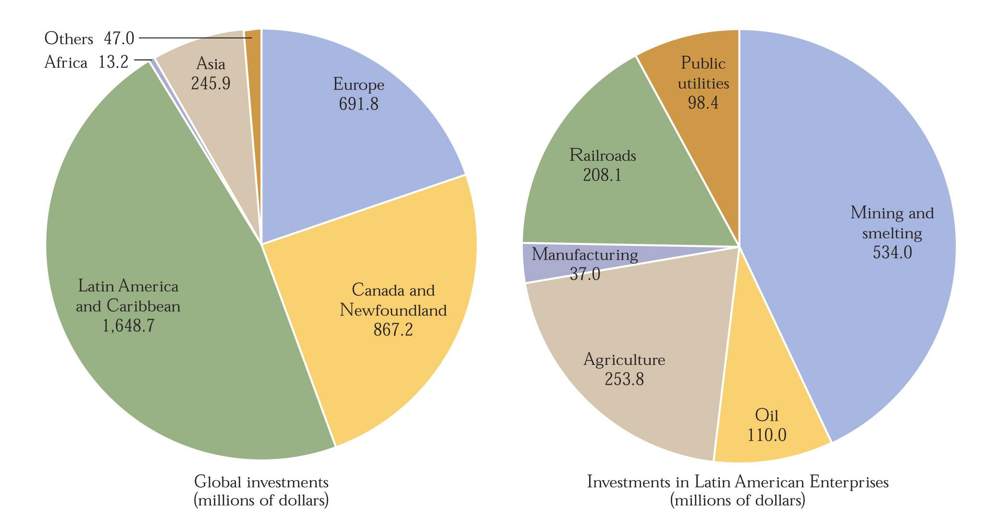 Others 47.0
Africa 13.2
Asia
245.9
Europe
691.8
Latin America
and Caribbean
1,648.7
Canada and
Newfoundland
867.2
Global investments
(millions of dollars)
Public
utilities
98.4
Railroads
208.1
Mining and
smelting
534.0
Manufacturing
37.0
Agriculture
253.8
Oil
110.0
Investments in Latin American Enterprises
(millions of dollars)